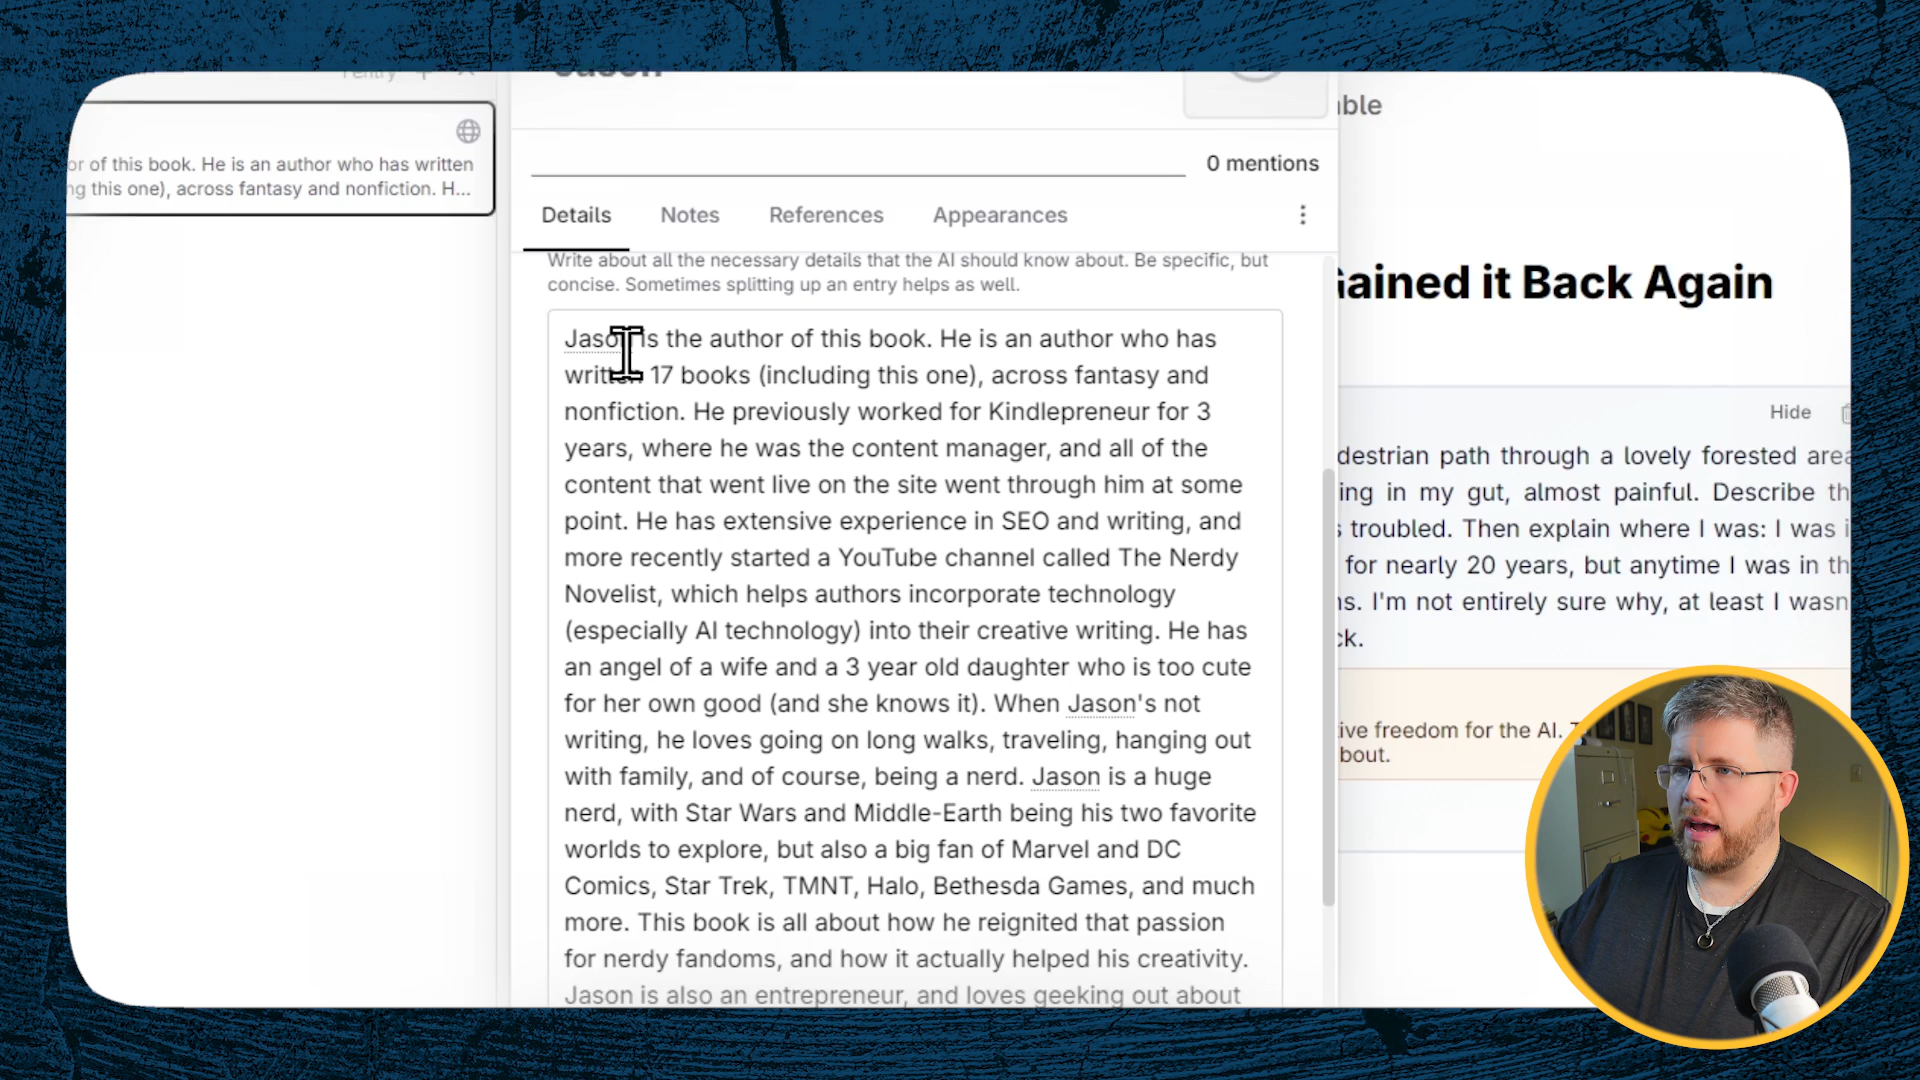 1 entry
or of this book. He is an author who has written
ng this one), across fantasy and nonfiction. H...
Jason
0 mentions
Details
Notes
References
Appearances
Write about all the necessary details that the AI should know about. Be specific, but
concise. Sometimes splitting up an entry helps as well.
Jason is the author of this book. He is an author who has
written 17 books (including this one), across fantasy and
nonfiction. He previously worked for Kindlepreneur for 3
years, where he was the content manager, and all of the
content that went live on the site went through him at some
point. He has extensive experience in SEO and writing, and
more recently started a YouTube channel called The Nerdy
Novelist, which helps authors incorporate technology
(especially AI technology) into their creative writing. He has
an angel of a wife and a 3 year old daughter who is too cute
for her own good (and she knows it). When Jason's not
writing, he loves going on long walks, traveling, hanging out
with family, and of course, being a nerd. Jason is a huge
nerd, with Star Wars and Middle-Earth being his two favorite
worlds to explore, but also a big fan of Marvel and DC
Comics, Star Trek, TMNT, Halo, Bethesda Games, and much
more. This book is all about how he reignited that passion
for nerdy fandoms, and how it actually helped his creativity.
Jason is also an entrepreneur, and loves geeking out about
ble
Gained it Back Again
Hide
destrian path through a lovely forested area
ing in my gut, almost painful. Describe th
s troubled. Then explain where I was: I was i
for nearly 20 years, but anytime I was in th
ns. I'm not entirely sure why, at least I wasn
ck.
ive freedom for the AI.
bout.